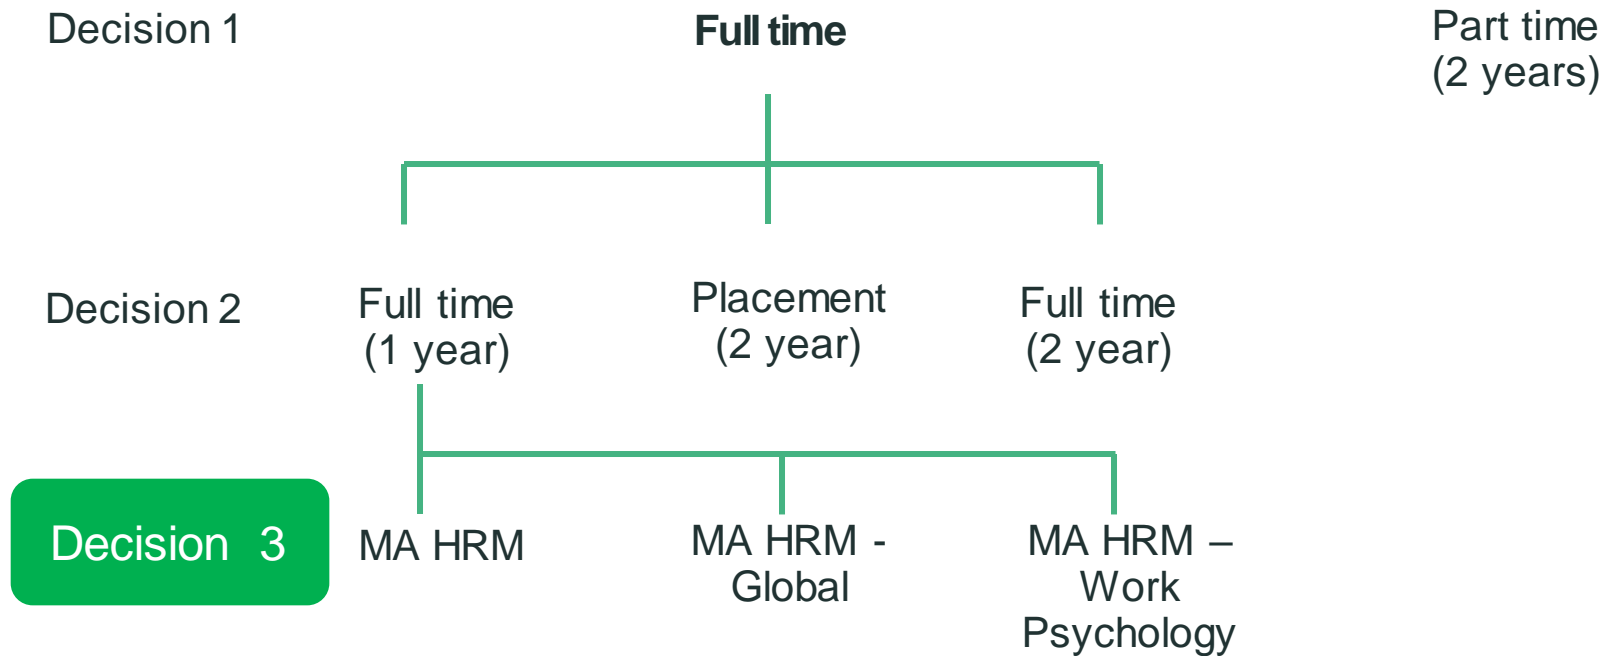 Decision 1
Full time
Part time
(2 years)
Decision 2
Full time
(1 year)
Placement
(2 year)
Full time
(2 year)
Decision 3
MA HRM
MA HRM -
Global
MA HRM –
Work
Psychology